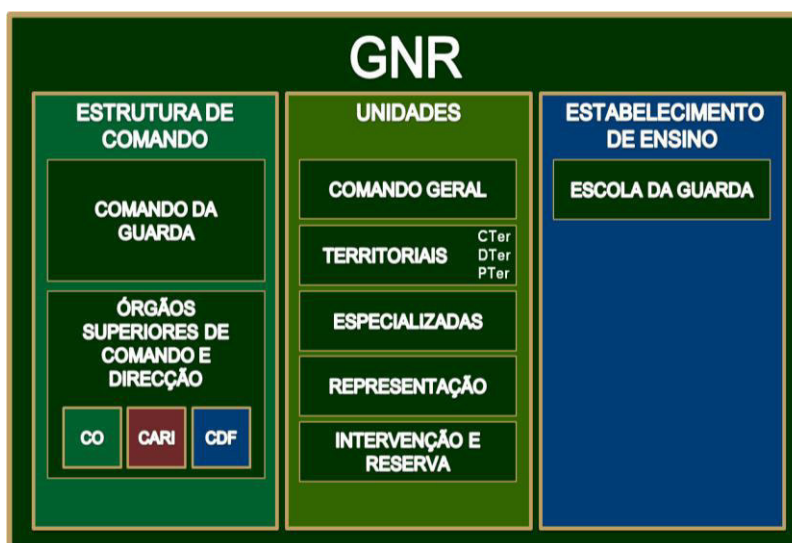 GNR
ESTRUTURA DE
COMANDO
COMANDO DA
GUARDA
ÓRGÃOS
SUPERIORES DE
COMANDO E
DIRECÇÃO
CO
CARI
CDF
UNIDADES
COMANDO GERAL
TERRITORIAIS
CTer
DTer
PTer
ESPECIALIZADAS
REPRESENTAÇÃO
INTERVENÇÃO E
RESERVA
ESTABELECIMENTO
DE ENSINO
ESCOLA DA GUARDA